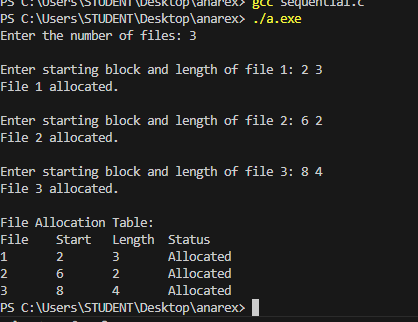 PS C:\Users\STUDENT\Desktop\anarex> gcc sequential.c
PS C:\Users\STUDENT\Desktop\anarex> ./a.exe
Enter the number of files: 3

Enter starting block and length of file 1: 2 3
File 1 allocated.

Enter starting block and length of file 2: 6 2
File 2 allocated.

Enter starting block and length of file 3: 8 4
File 3 allocated.

File Allocation Table:
File    Start   Length  Status
1       2       3       Allocated
2       6       2       Allocated
3       8       4       Allocated
PS C:\Users\STUDENT\Desktop\anarex>